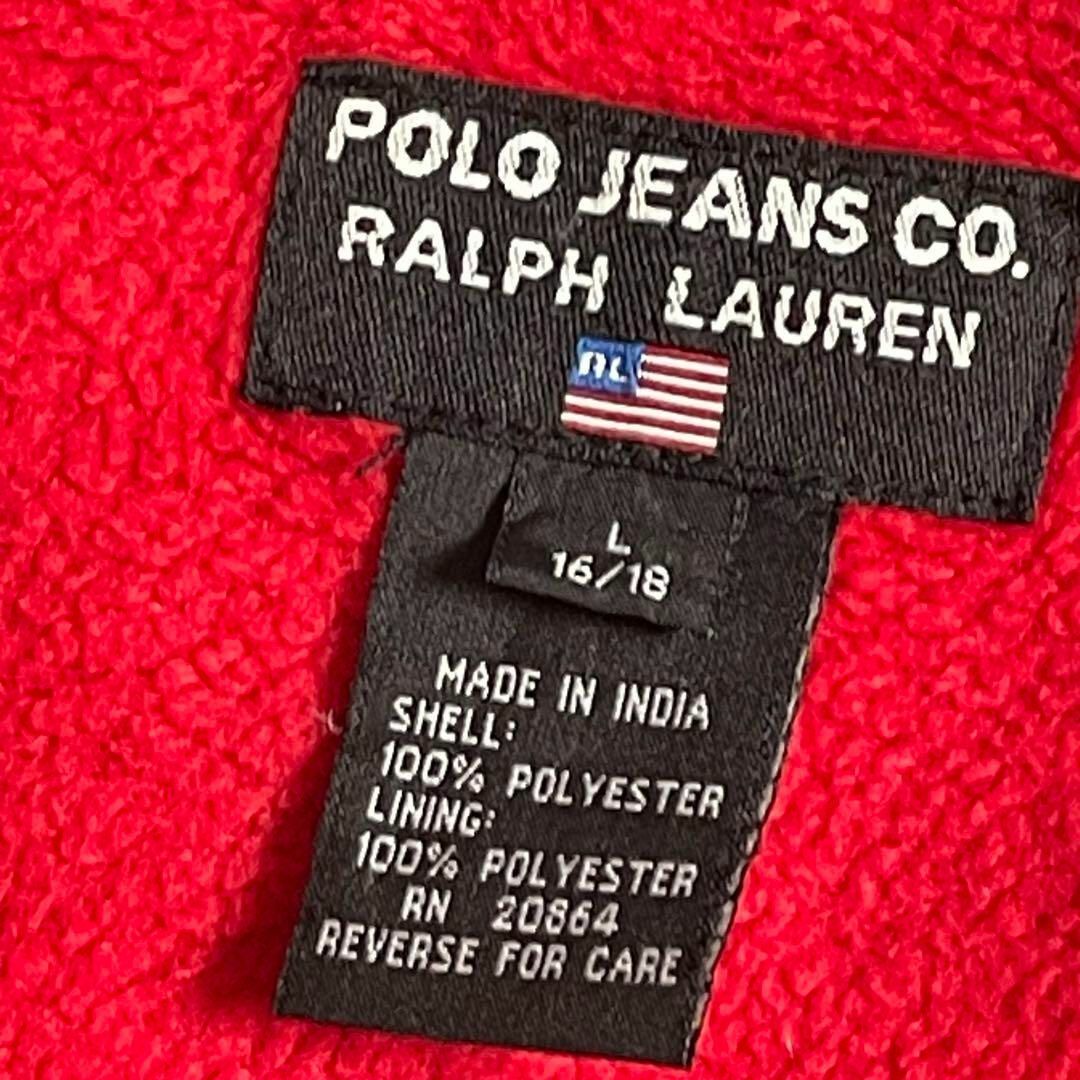 POLO JEANS CO.
RALPH LAUREN
RL
L
16/18
MADE IN INDIA
SHELL:
100% POLYESTER
LINING:
100% POLYESTER
RN 20864
REVERSE FOR CARE